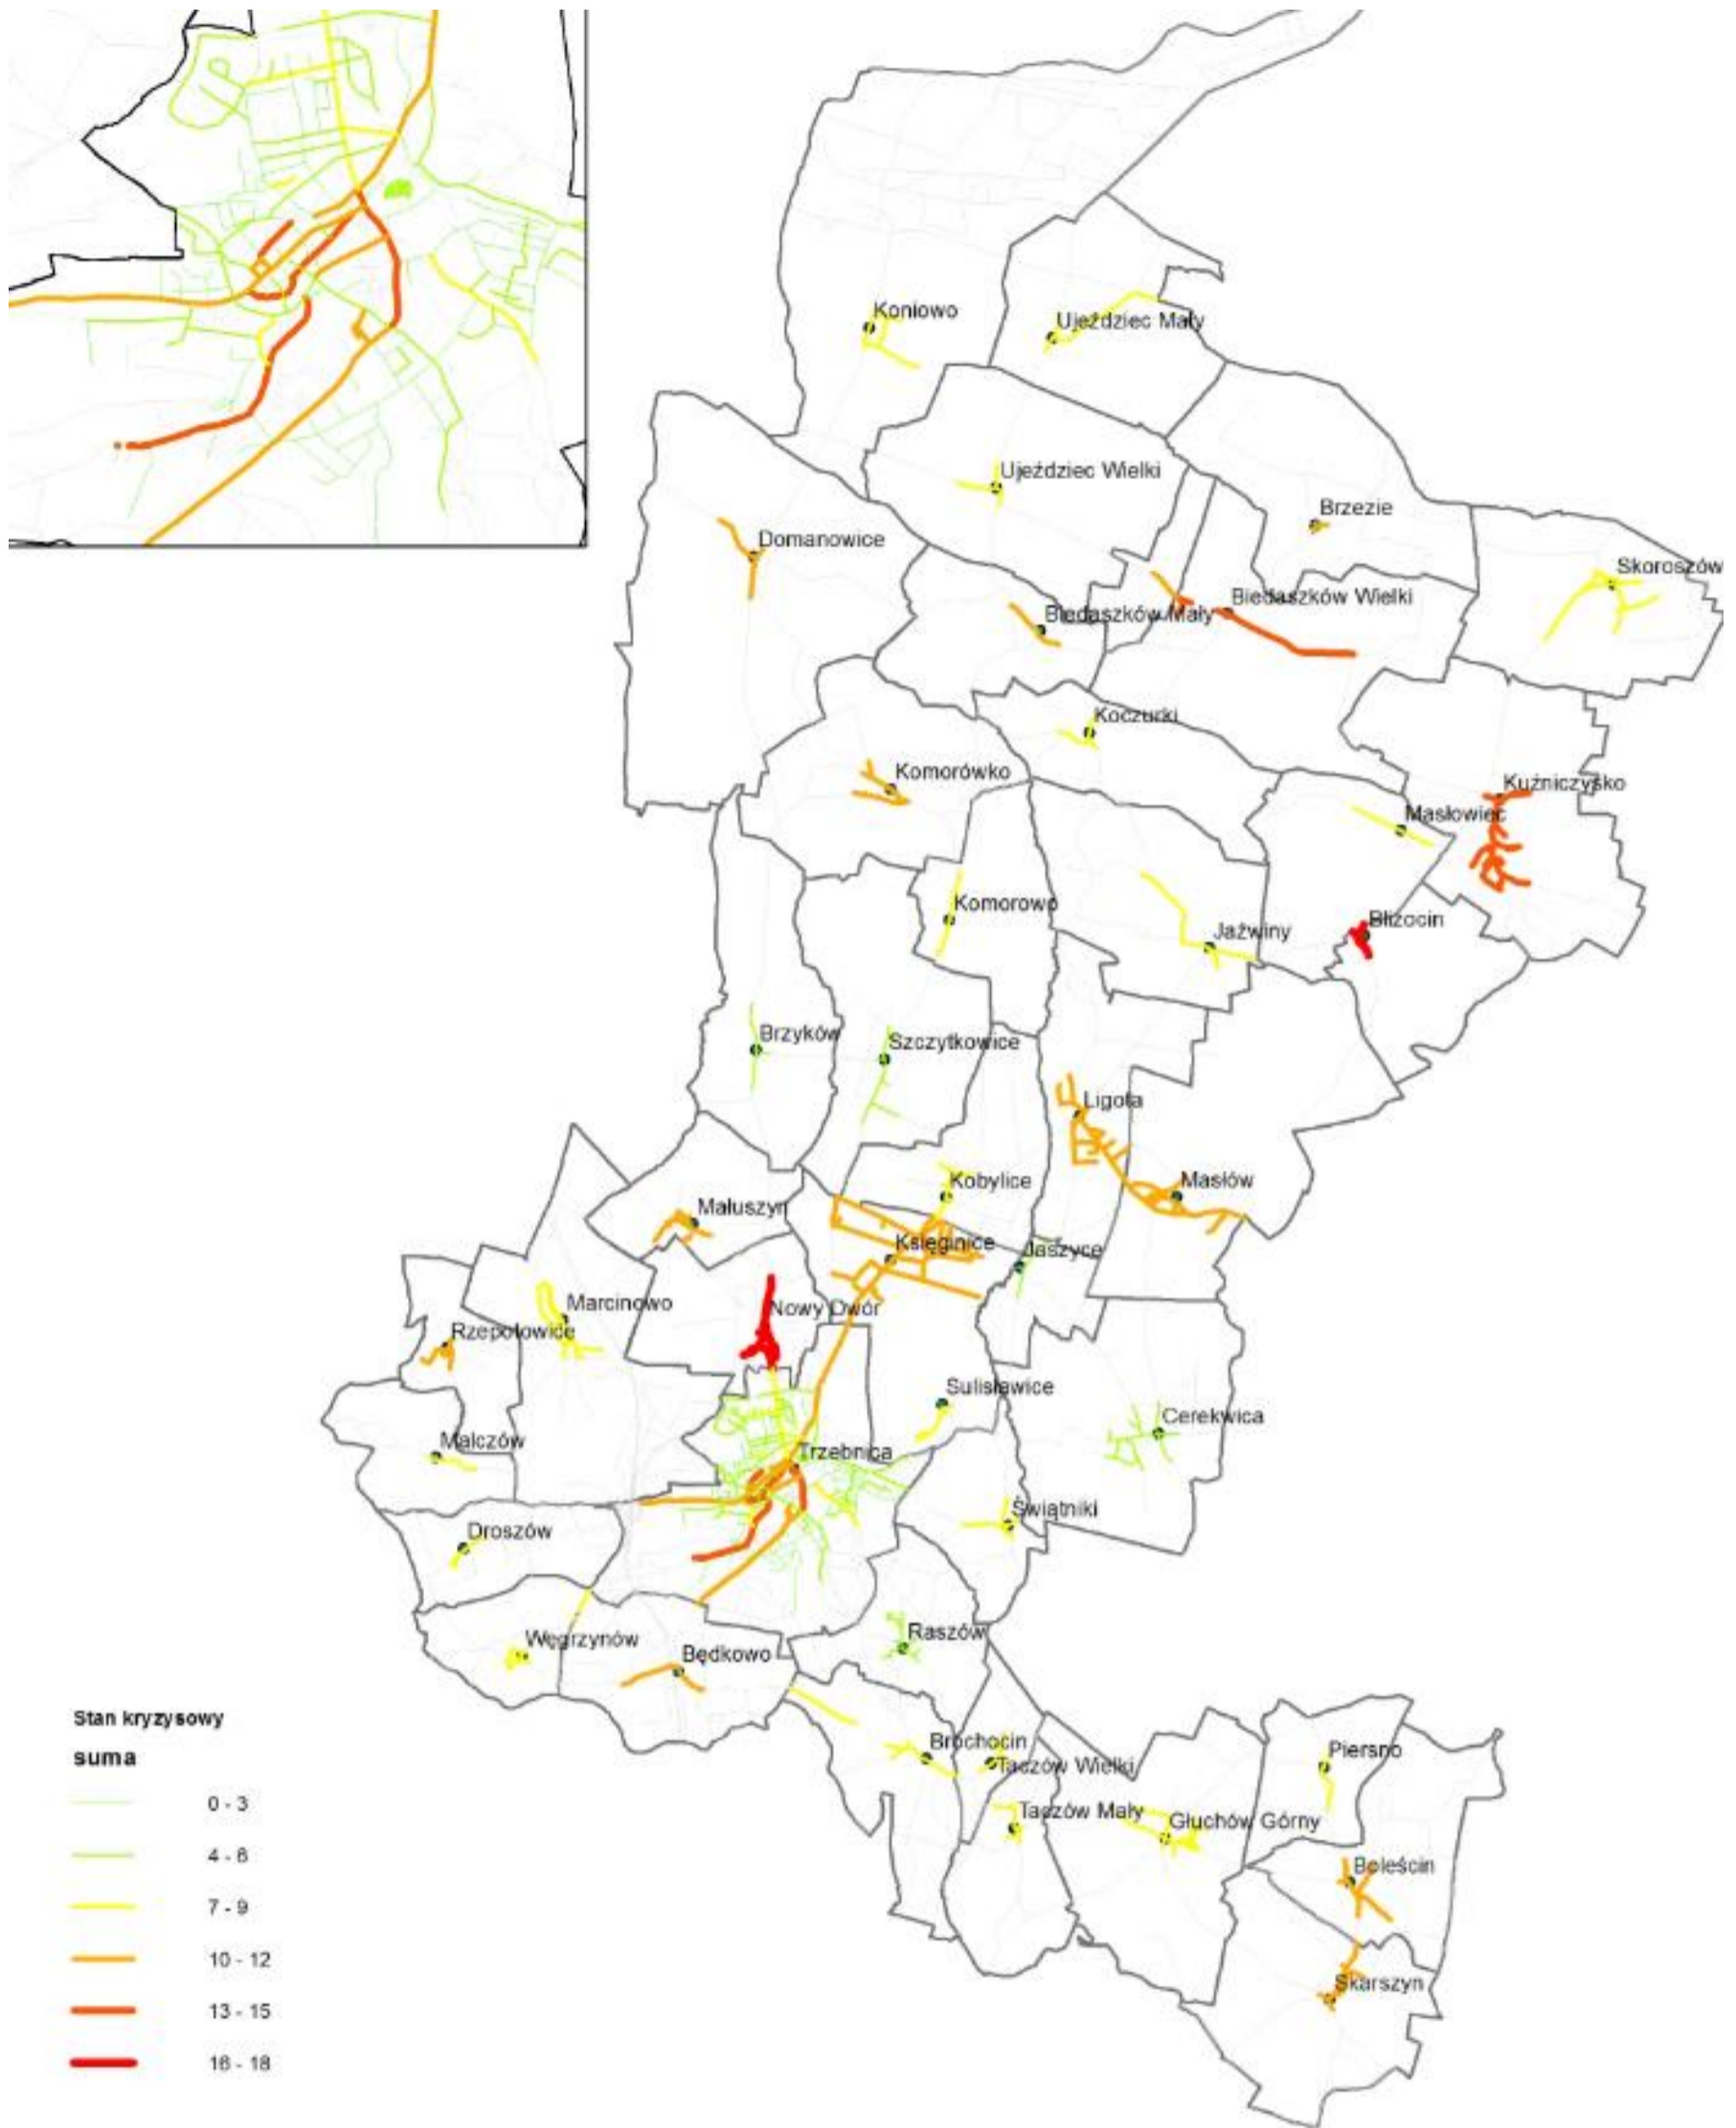 Koniowo
Ujeździec Mały
Ujeździec Wielki
Brzezie
Domanowice
Skoroszów
Biedaszków Mały
Biedaszków Wielki
Koczurki
Komorówko
Kuźniczysko
Masłowiec
Komorowo
Jaźwiny
Blizocin
Brzyków
Szczytkowice
Ligota
Kobylice
Masłów
Małuszyn
Księginice
Jaszyce
Marcinowo
Nowy Dwór
Rzepotowice
Sulisławice
Cerekwica
Malczów
Trzebnica
Świątniki
Droszów
Raszów
Węgrzynów
Będkowo
Brochocin
Taczów Wielki
Piersno
Taczów Mały
Głuchów Górny
Boleścin
Skarszyn
Stan kryzysowy
suma
0 - 3
4 - 6
7 - 9
10 - 12
13 - 15
16 - 18